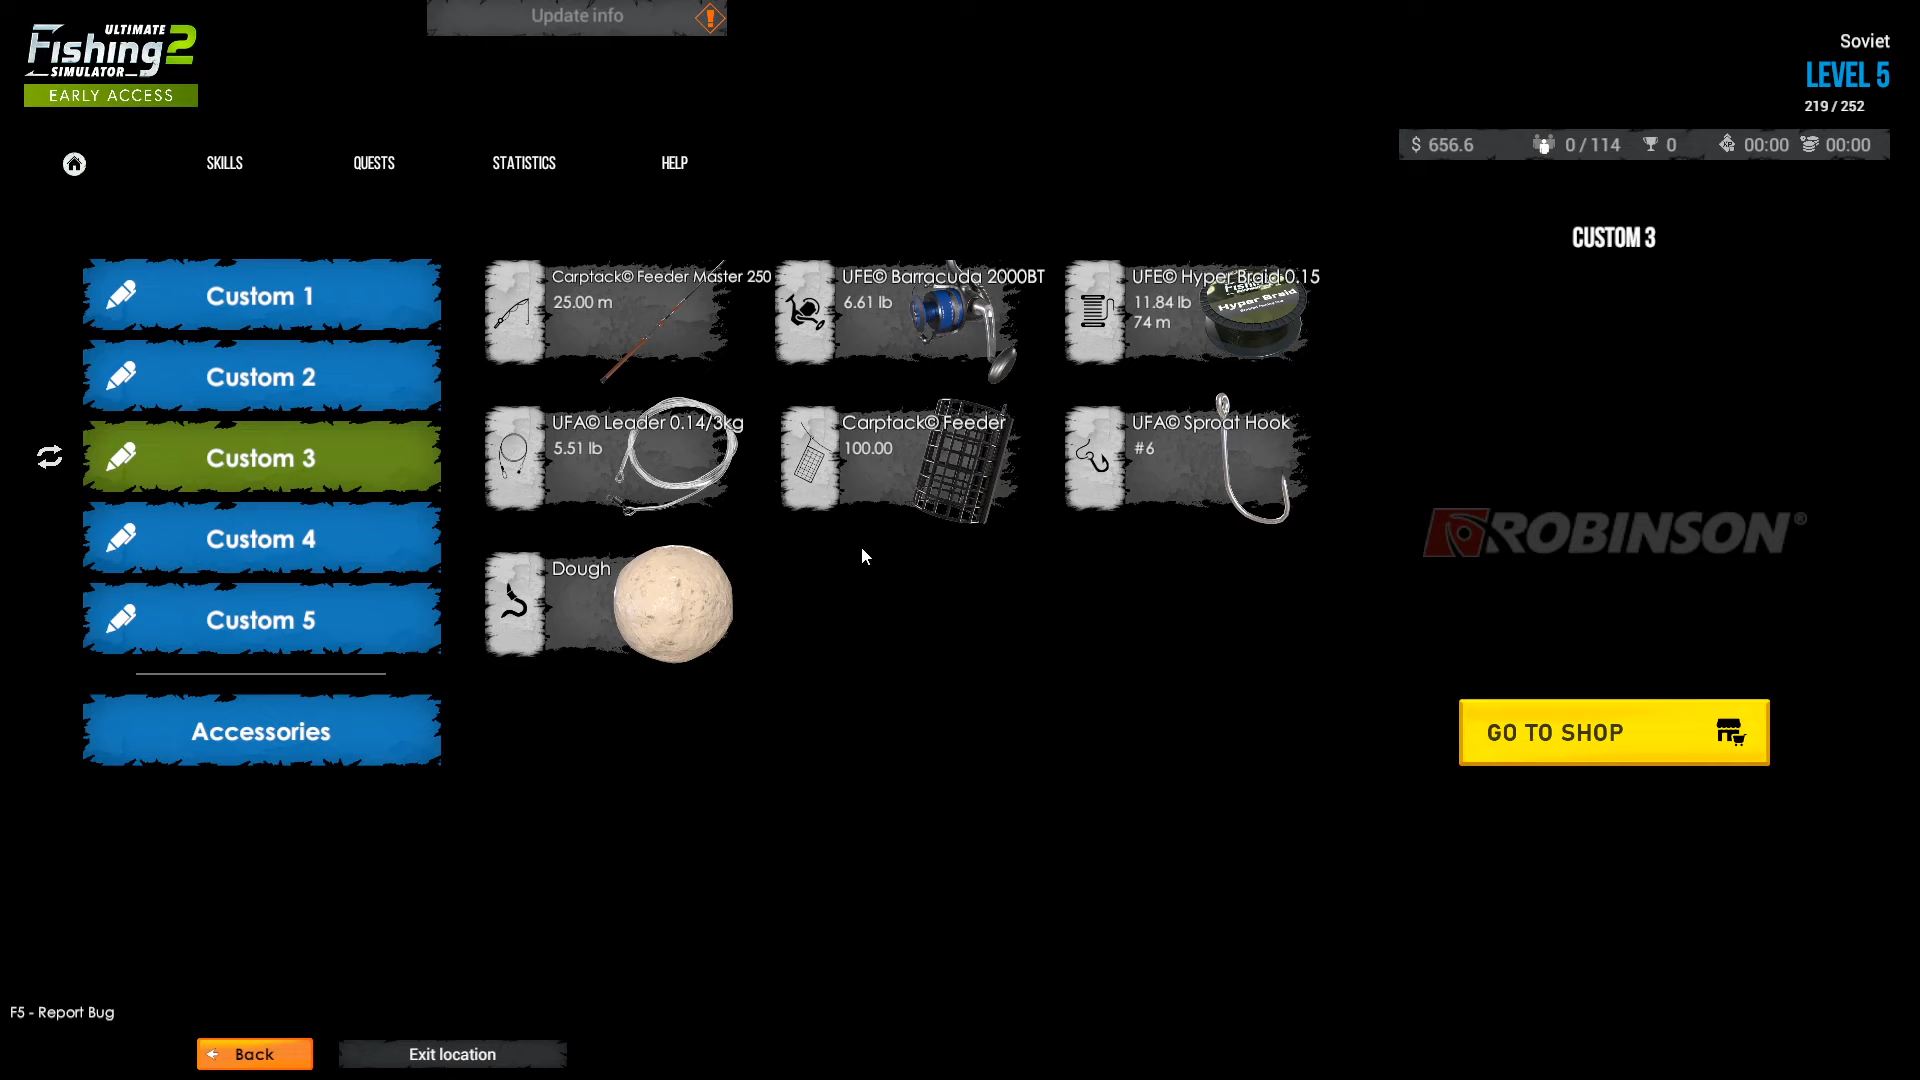 Update info
ULTIMATE
Fishing 2
SIMULATOR
EARLY ACCESS
Soviet
LEVEL 5
219 / 252
$ 656.6
0 / 114
0
XP
00:00
00:00
SKILLS
QUESTS
STATISTICS
HELP
CUSTOM 3
Custom 1
Custom 2
Custom 3
Custom 4
Custom 5
Accessories
Carptack© Feeder Master 250
25.00 m
UFE© Barracuda 2000BT
6.61 lb
UFE© Hyper Braid 0.15
11.84 lb
74 m
Fishing
Hyper Braid
UFA© Leader 0.14/3kg
5.51 lb
Carptack© Feeder
100.00
UFA© Sproat Hook
#6
Dough
ROBINSON®
GO TO SHOP
F5 - Report Bug
Back
Exit location